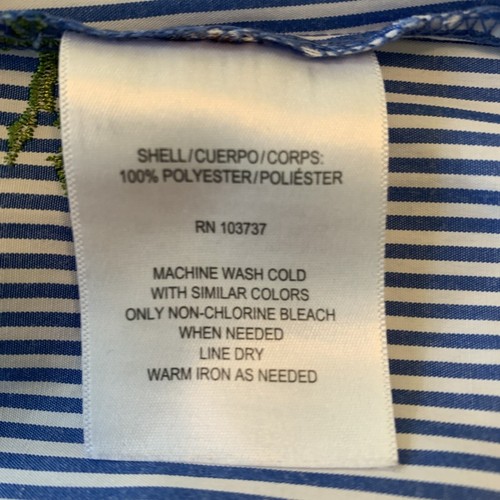 SHELL/CUERPO/CORPS:
100% POLYESTER/POLIÉSTER
RN 103737
MACHINE WASH COLD
WITH SIMILAR COLORS
ONLY NON-CHLORINE BLEACH
WHEN NEEDED
LINE DRY
WARM IRON AS NEEDED